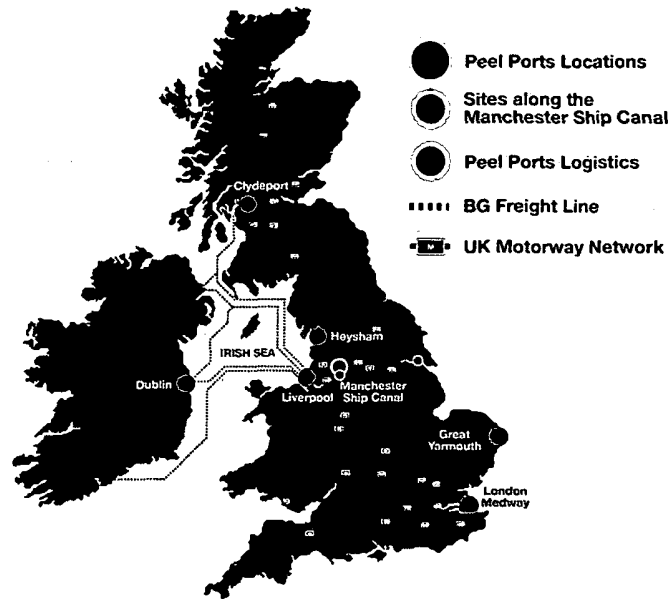 Peel Ports Locations
Sites along the
Manchester Ship Canal
Peel Ports Logistics
BG Freight Line
M
UK Motorway Network
Clydeport
Heysham
IRISH SEA
Dublin
Liverpool
Manchester
Ship Canal
Great
Yarmouth
London
Medway